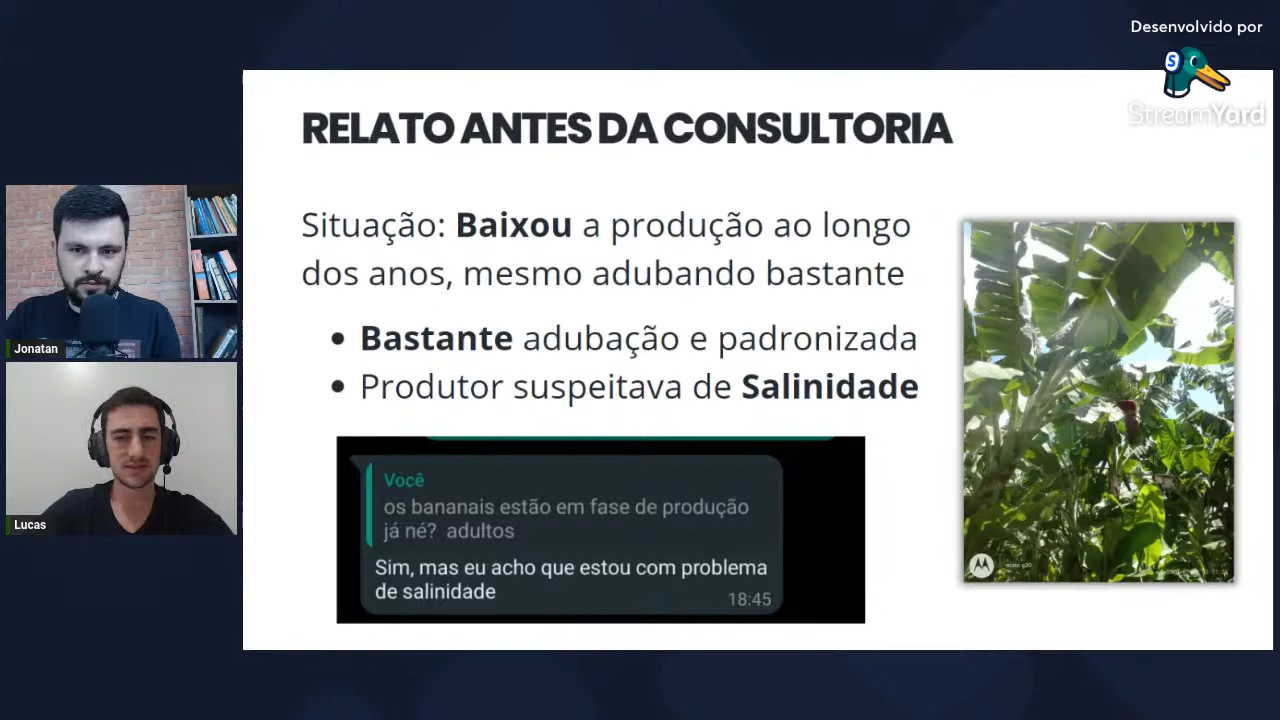 Desenvolvido por
StreamYard
RELATO ANTES DA CONSULTORIA
Situação: Baixou a produção ao longo
dos anos, mesmo adubando bastante
• Bastante adubação e padronizada
• Produtor suspeitava de Salinidade
Você
os bananais estão em fase de produção
já né? adultos
Sim, mas eu acho que estou com problema
de salinidade
18:45
Jonatan
Lucas